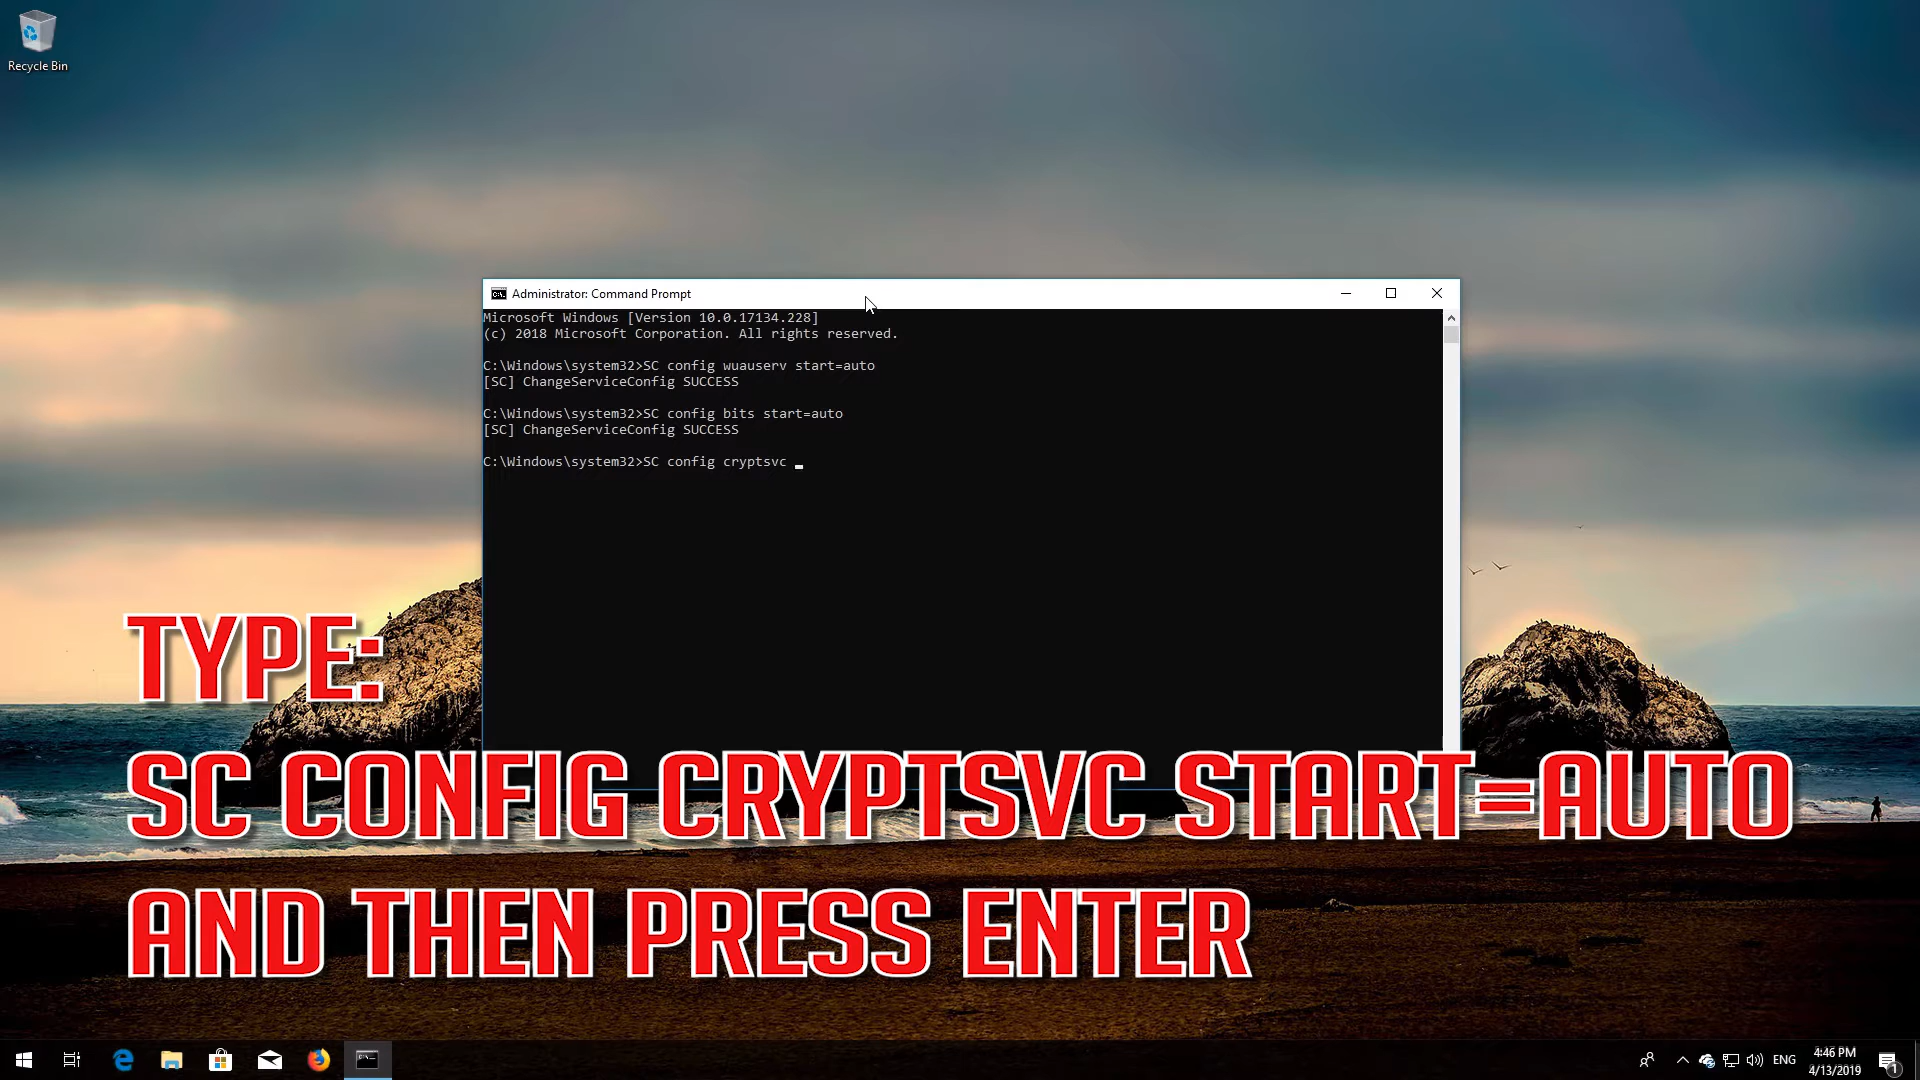 Recycle Bin
Administrator: Command Prompt
Microsoft Windows [Version 10.0.17134.228]
(c) 2018 Microsoft Corporation. All rights reserved.
C:\Windows\system32>SC config wuauserv start=auto
[SC] ChangeServiceConfig SUCCESS
C:\Windows\system32>SC config bits start=auto
[SC] ChangeServiceConfig SUCCESS
C:\Windows\system32>SC config cryptsvc
TYPE:
SC CONFIG CRYPTSVC START=AUTO
AND THEN PRESS ENTER
ENG
4:46 PM
4/13/2019
1